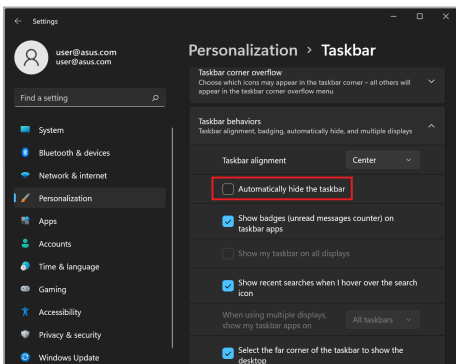 Settings
user@asus.com
user@asus.com
Find a setting
System
Bluetooth & devices
Network & internet
Personalization
Apps
Accounts
Time & language
Gaming
Accessibility
Privacy & security
Windows Update
Personalization > Taskbar
Taskbar corner overflow
Choose which icons may appear in the taskbar corner – all others will
appear in the taskbar corner overflow menu
Taskbar behaviors
Taskbar alignment, badging, automatically hide, and multiple displays
Taskbar alignment
Center
Automatically hide the taskbar
Show badges (unread messages counter) on
taskbar apps
Show my taskbar on all displays
Show recent searches when I hover over the search
icon
When using multiple displays,
show my taskbar apps on
All taskbars
Select the far corner of the taskbar to show the
desktop